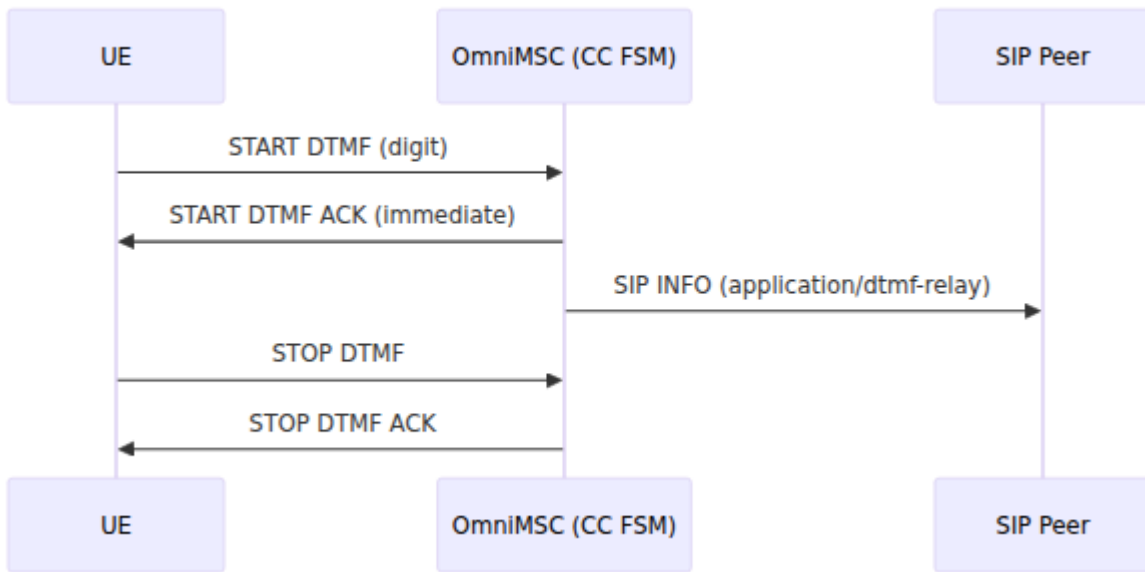 UE
OmniMSC (CC FSM)
SIP Peer
START DTMF (digit)
START DTMF ACK (immediate)
SIP INFO (application/dtmf-relay)
STOP DTMF
STOP DTMF ACK
UE
OmniMSC (CC FSM)
SIP Peer